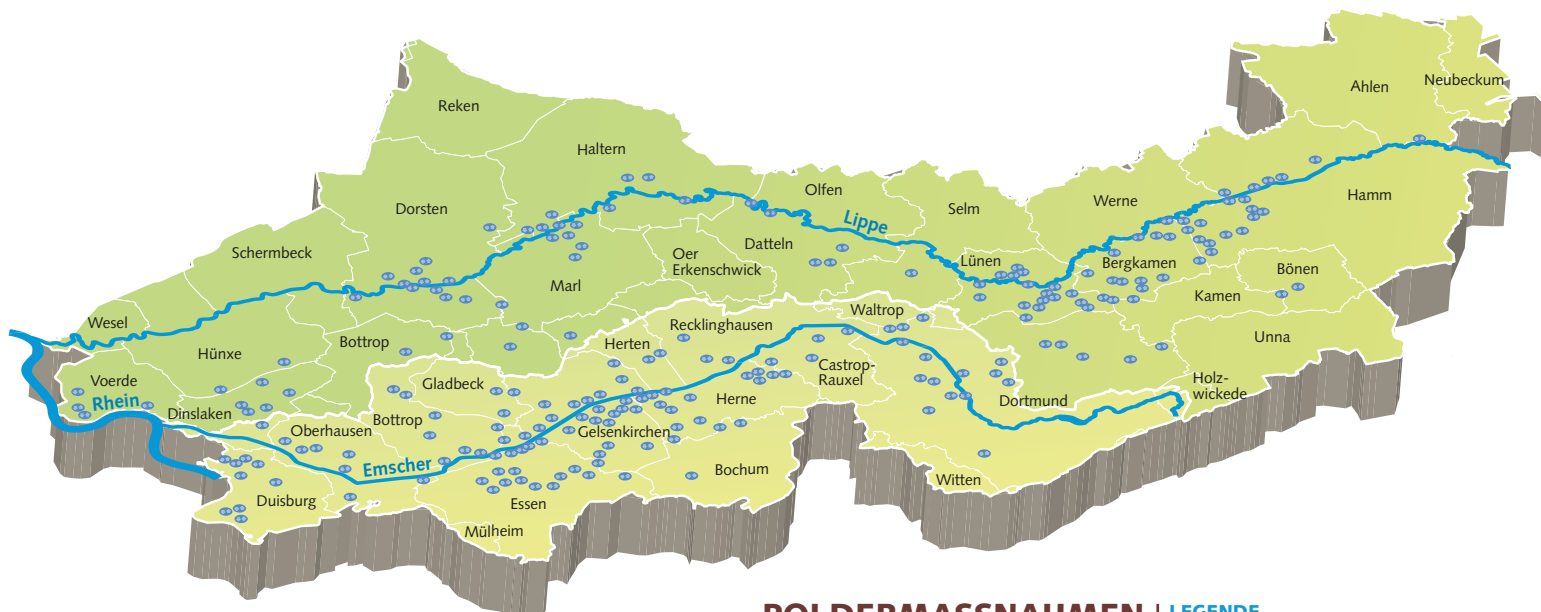 Reken
Haltern
Ahlen
Neubeckum
Dorsten
Olfen
Selm
Werne
Hamm
Lippe
Schermbeck
Oer
Erkenschwick
Datteln
Lünen
Bergkamen
Bönen
Marl
Kamen
Wesel
Hünxe
Bottrop
Herten
Recklinghausen
Waltrop
Unna
Voerde
Rhein
Dinslaken
Gladbeck
Castrop-
Rauxel
Holz-
wickede
Bottrop
Herne
Dortmund
Oberhausen
Gelsenkirchen
Emscher
Bochum
Witten
Duisburg
Essen
Mülheim
POLDERMASSNAHMEN | LEGENDE